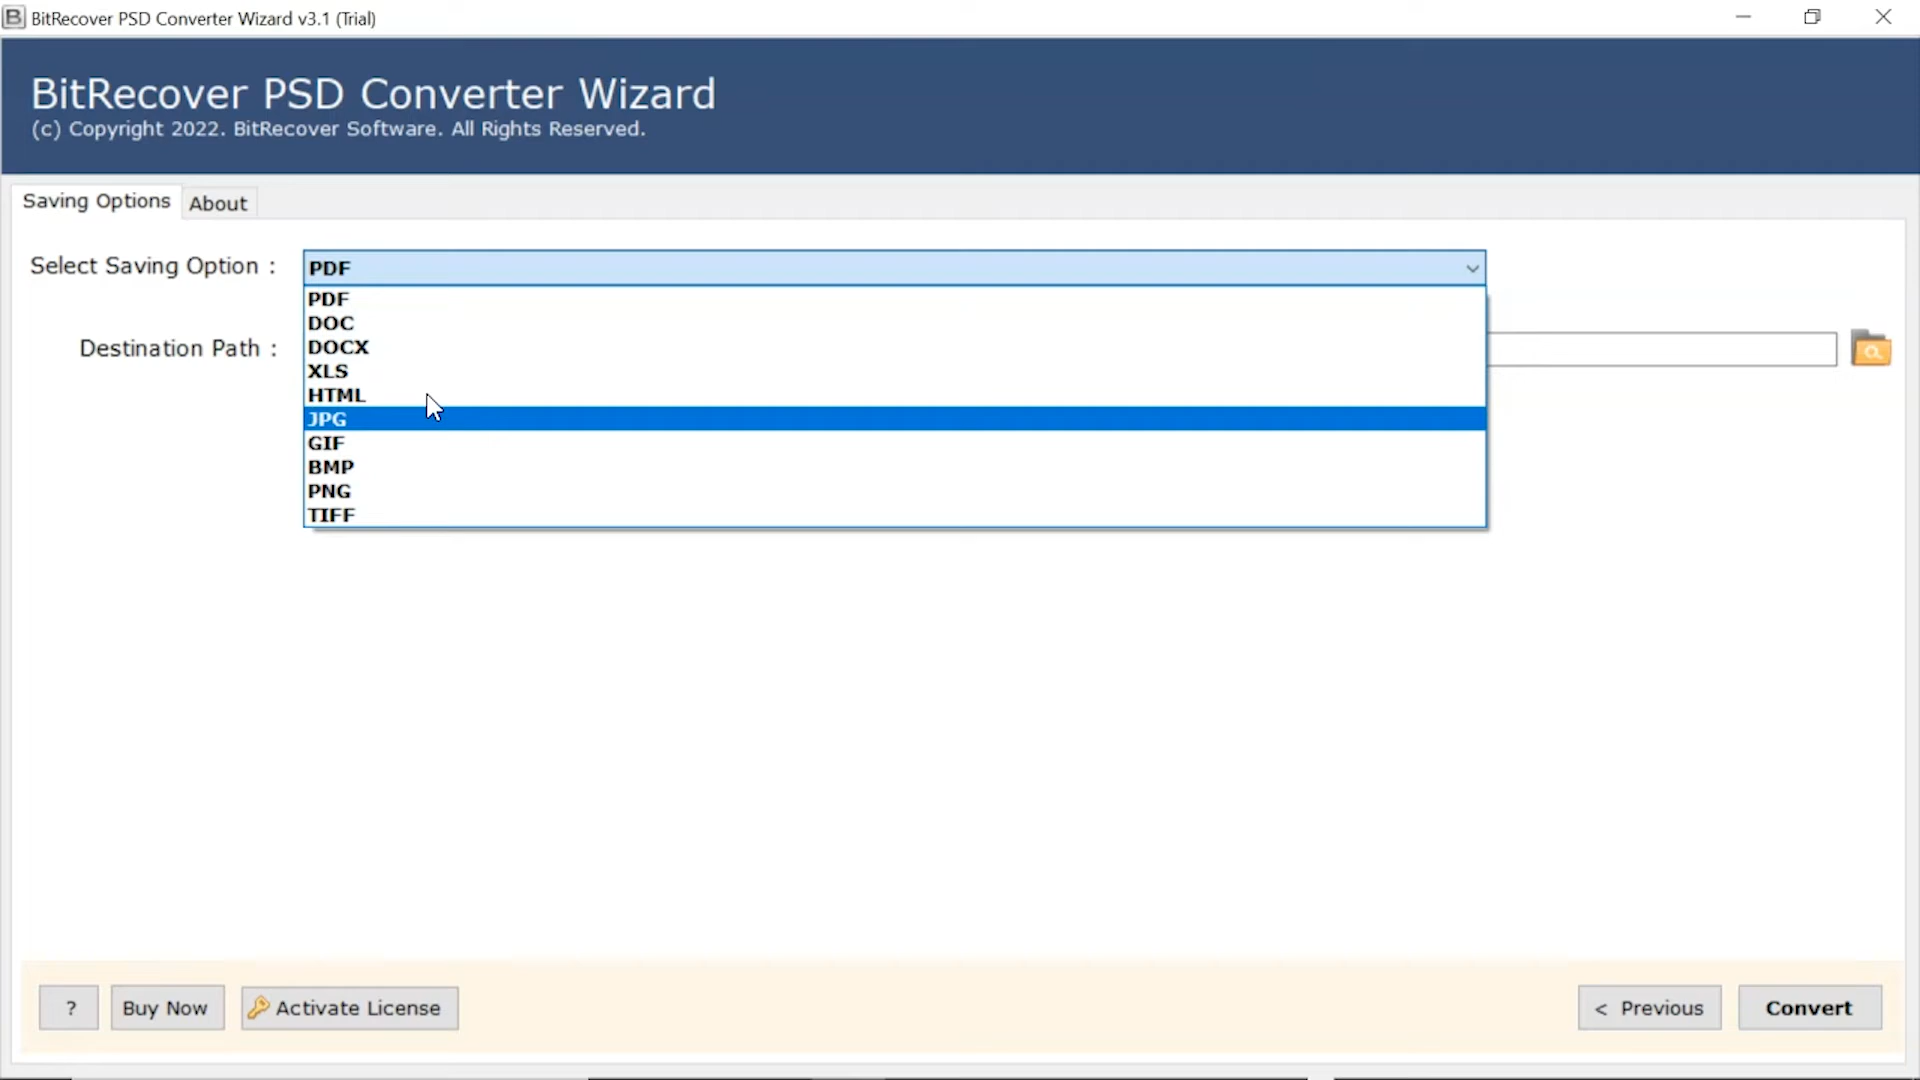 BitRecover PSD Converter Wizard v3.1 (Trial)
BitRecover PSD Converter Wizard
(c) Copyright 2022. BitRecover Software. All Rights Reserved.
Saving Options
About
Select Saving Option :
PDF
PDF
DOC
DOCX
XLS
HTML
JPG
GIF
BMP
PNG
TIFF
Destination Path :
?
Buy Now
Activate License
< Previous
Convert